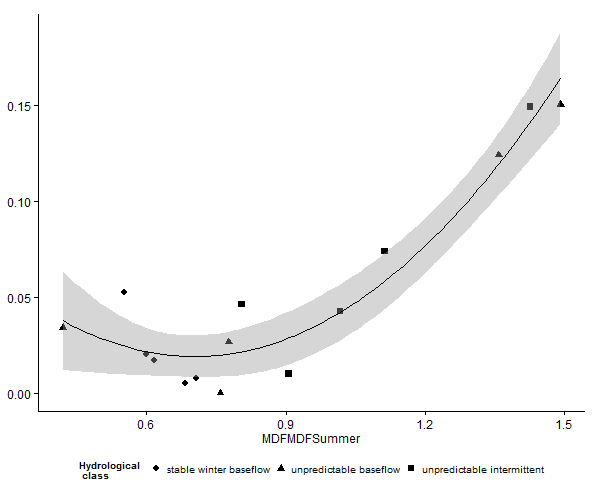 0.15
0.10
0.05
0.00
0.6 0.9 1.2 1.5
MDFMDFSummer
Hydrological
class
stable winter baseflow unpredictable baseflow unpredictable intermittent